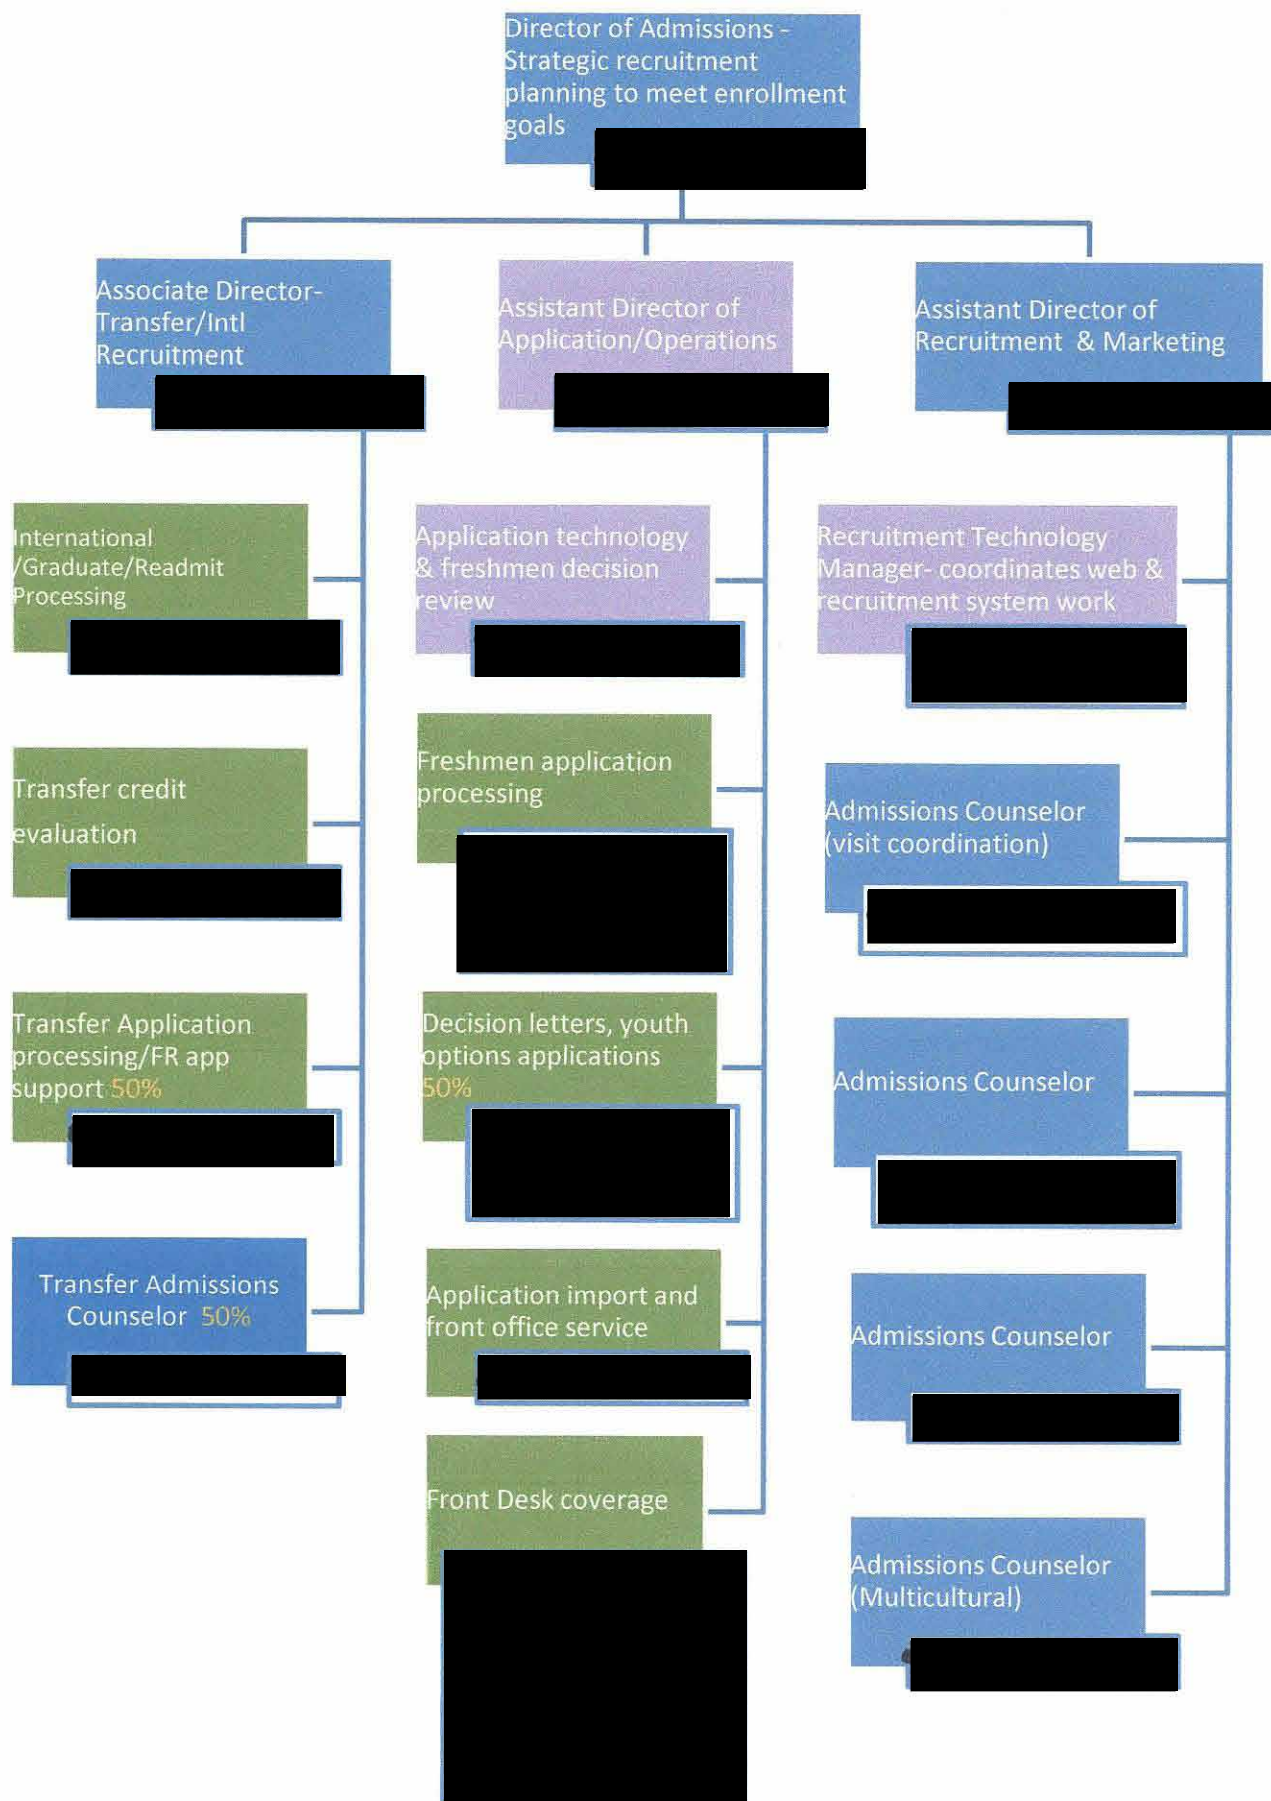 Director of Admissions -
Strategic recruitment
planning to meet enrollment
goals
Associate Director-
Transfer/Intl
Recruitment
Assistant Director of
Application/Operations
Assistant Director of
Recruitment & Marketing
International
/Graduate/Readmit
Processing
Transfer credit
evaluation
Transfer Application
processing/FR app
support 50%
Transfer Admissions
Counselor 50%
Application technology
& freshmen decision
review
Freshmen application
processing
Decision letters, youth
options applications
50%
Application import and
front office service
Front Desk coverage
Recruitment Technology
Manager- coordinates web &
recruitment system work
Admissions Counselor
(visit coordination)
Admissions Counselor
Admissions Counselor
Admissions Counselor
(Multicultural)